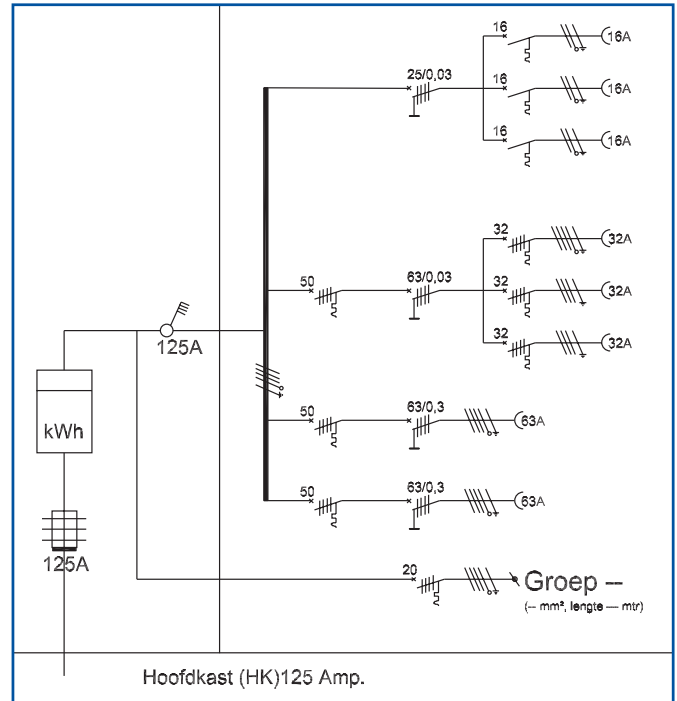 16
16A
25/0,03
16
16A
16
16A
32
32A
50
63/0,03
32
32A
32
32A
125A
kWh
50
63/0,3
63A
50
63/0,3
63A
125A
20
Groep --
(-- mm², lengte --- mtr)
Hoofdkast (HK)125 Amp.